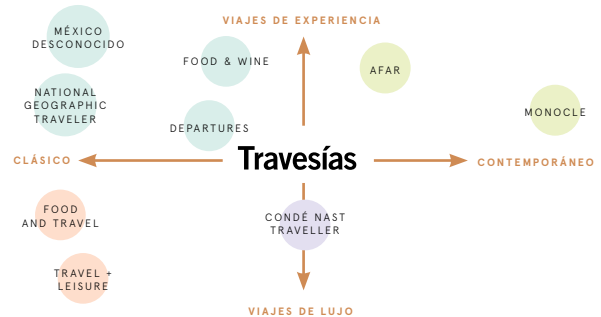 VIAJES DE EXPERIENCIA
MÉXICO
DESCONOCIDO
FOOD & WINE
AFAR
NATIONAL
GEOGRAPHIC
TRAVELER
MONOCLE
DEPARTURES
Travesías
CLÁSICO
CONTEMPORÁNEO
FOOD
AND TRAVEL
CONDÉ NAST
TRAVELLER
TRAVEL +
LEISURE
VIAJES DE LUJO